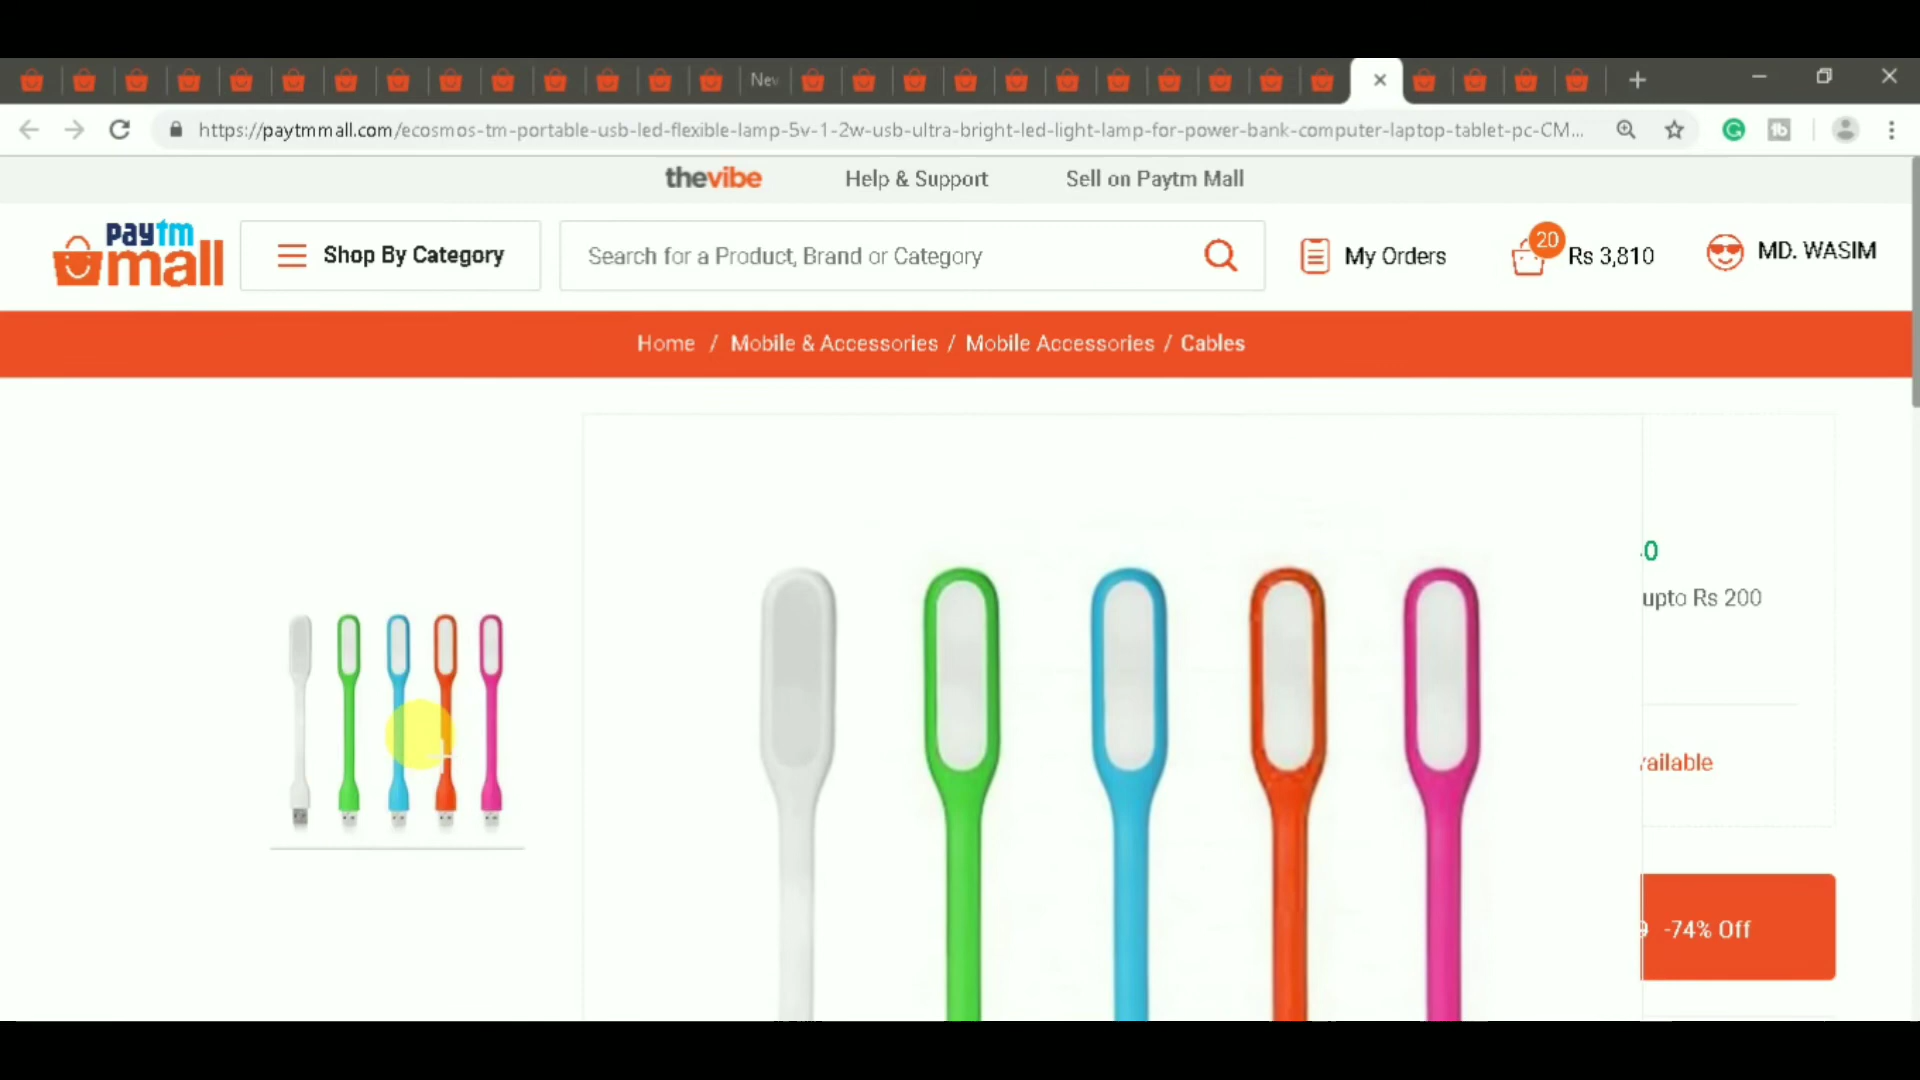 Nev
https://paytmmall.com/ecosmos-tm-portable-usb-led-flexible-lamp-5v-1-2w-usb-ultra-bright-led-light-lamp-for-power-bank-computer-laptop-tablet-pc-CM...
thevibe Help & Support Sell on Paytm Mall
paytm mall
Shop By Category
Search for a Product, Brand or Category
My Orders
20
Rs 3,810
MD. WASIM
Home / Mobile & Accessories / Mobile Accessories / Cables
upto Rs 200
-74% Off